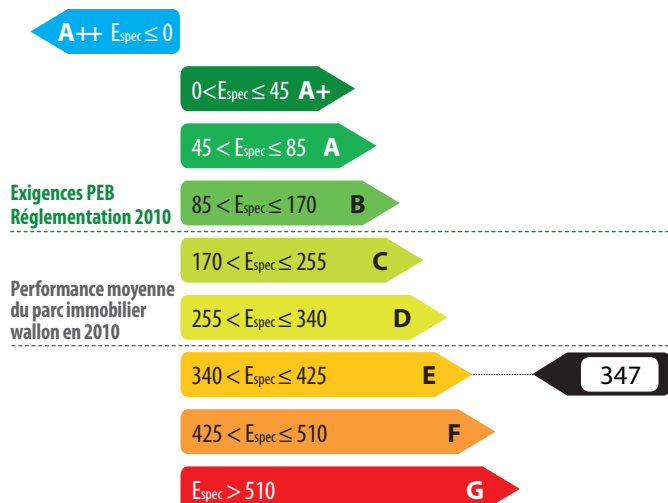 A++ Espec ≤ 0
0<Espec ≤ 45 A+
45 < Espec ≤ 85 A
Exigences PEB
Réglementation 2010
85 < Espec ≤ 170 B
170 < Espec ≤ 255 C
Performance moyenne
du parc immobilier
wallon en 2010
255 < Espec ≤ 340 D
340 < Espec ≤ 425 E
347
425 < Espec ≤ 510 F
Espec > 510 G